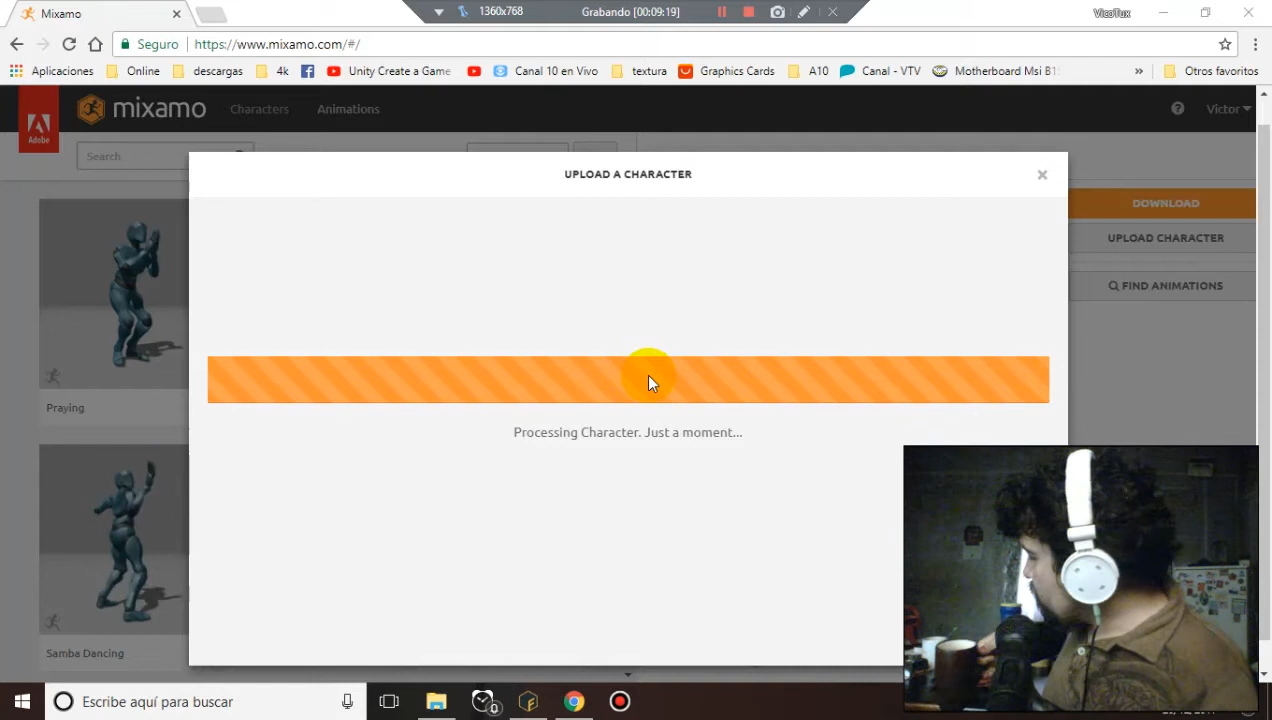 Mixamo
1360x768
Grabando [00:09:19]
VicoTux
Seguro
https://www.mixamo.com/#/
Aplicaciones
Online
descargas
4k
Unity Create a Game
Canal 10 en Vivo
textura
Graphics Cards
A10
Canal - VTV
Motherboard Msi B15
»
Otros favoritos
Adobe
mixamo
Characters
Animations
Victor
Search
UPLOAD A CHARACTER
DOWNLOAD
UPLOAD CHARACTER
FIND ANIMATIONS
Processing Character. Just a moment...
Praying
Samba Dancing
Escribe aquí para buscar
0